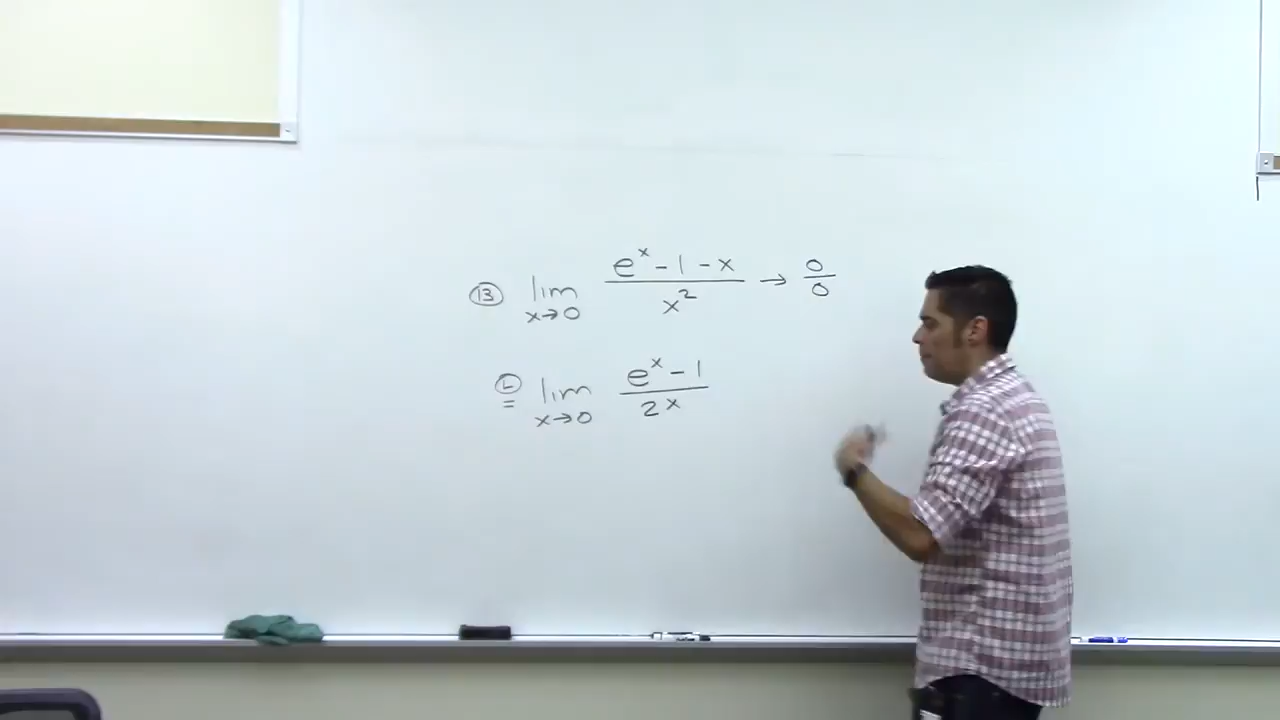 ⑬ lim x→0 (e^x - 1 - x)/x^2 → 0/0
Ⓛ = lim x→0 (e^x - 1)/2x